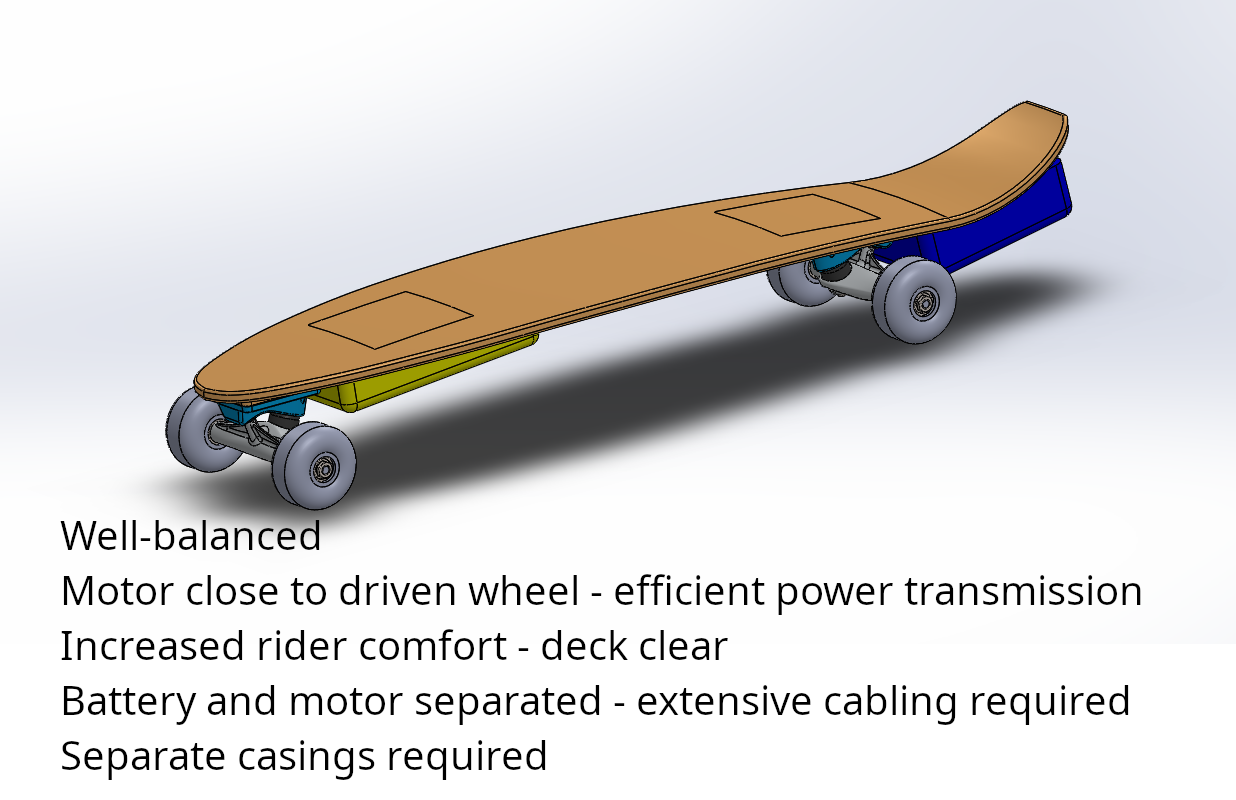 Well-balanced
Motor close to driven wheel - efficient power transmission
Increased rider comfort - deck clear
Battery and motor separated - extensive cabling required
Separate casings required